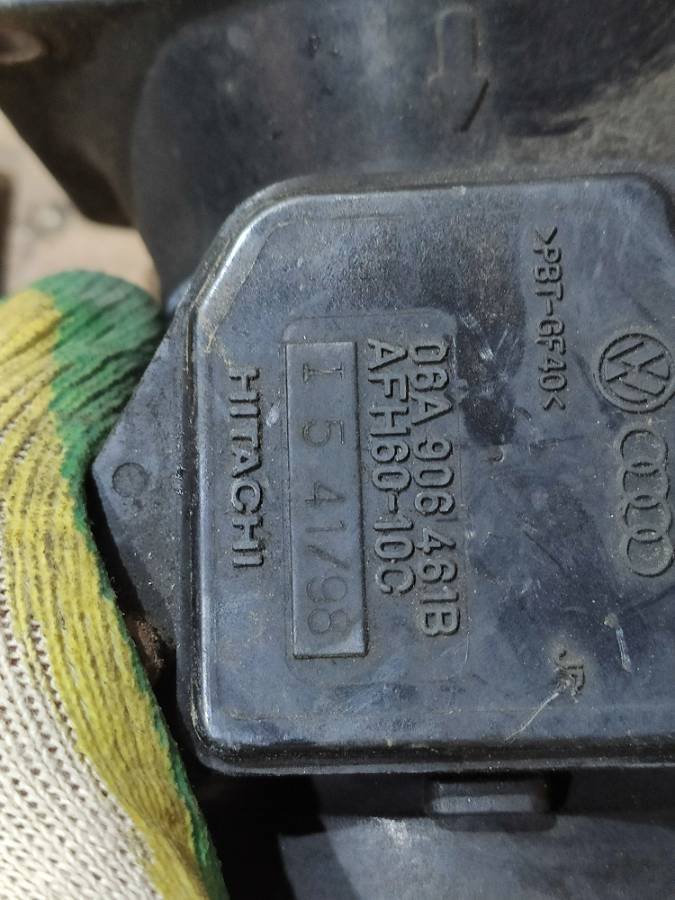 >PBT-GF40<
06A 906 461B
AFH60-10C
I 5 41/98
HITACHI